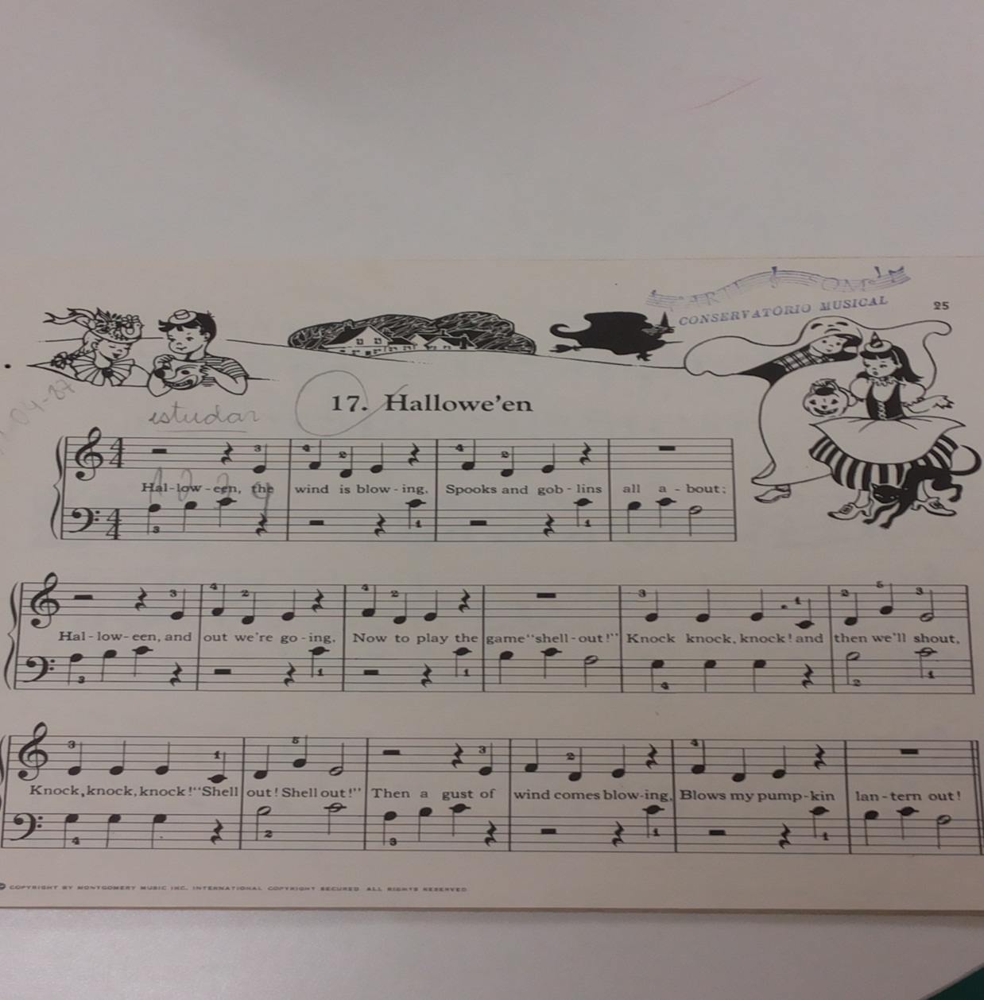 CONSERVATÓRIO MUSICAL
25
04-87
estudar
17. Hallowe'en
Hal-low-een, the wind is blow-ing, Spooks and gob-lins all a-bout;
Hal-low-een, and out we're go-ing, Now to play the game "shell-out!" Knock knock, knock! and then we'll shout,
Knock, knock, knock! "Shell out! Shell out!" Then a gust of wind comes blow-ing, Blows my pump-kin lan-tern out!
COPYRIGHT BY MONTGOMERY MUSIC INC. INTERNATIONAL COPYRIGHT SECURED. ALL RIGHTS RESERVED